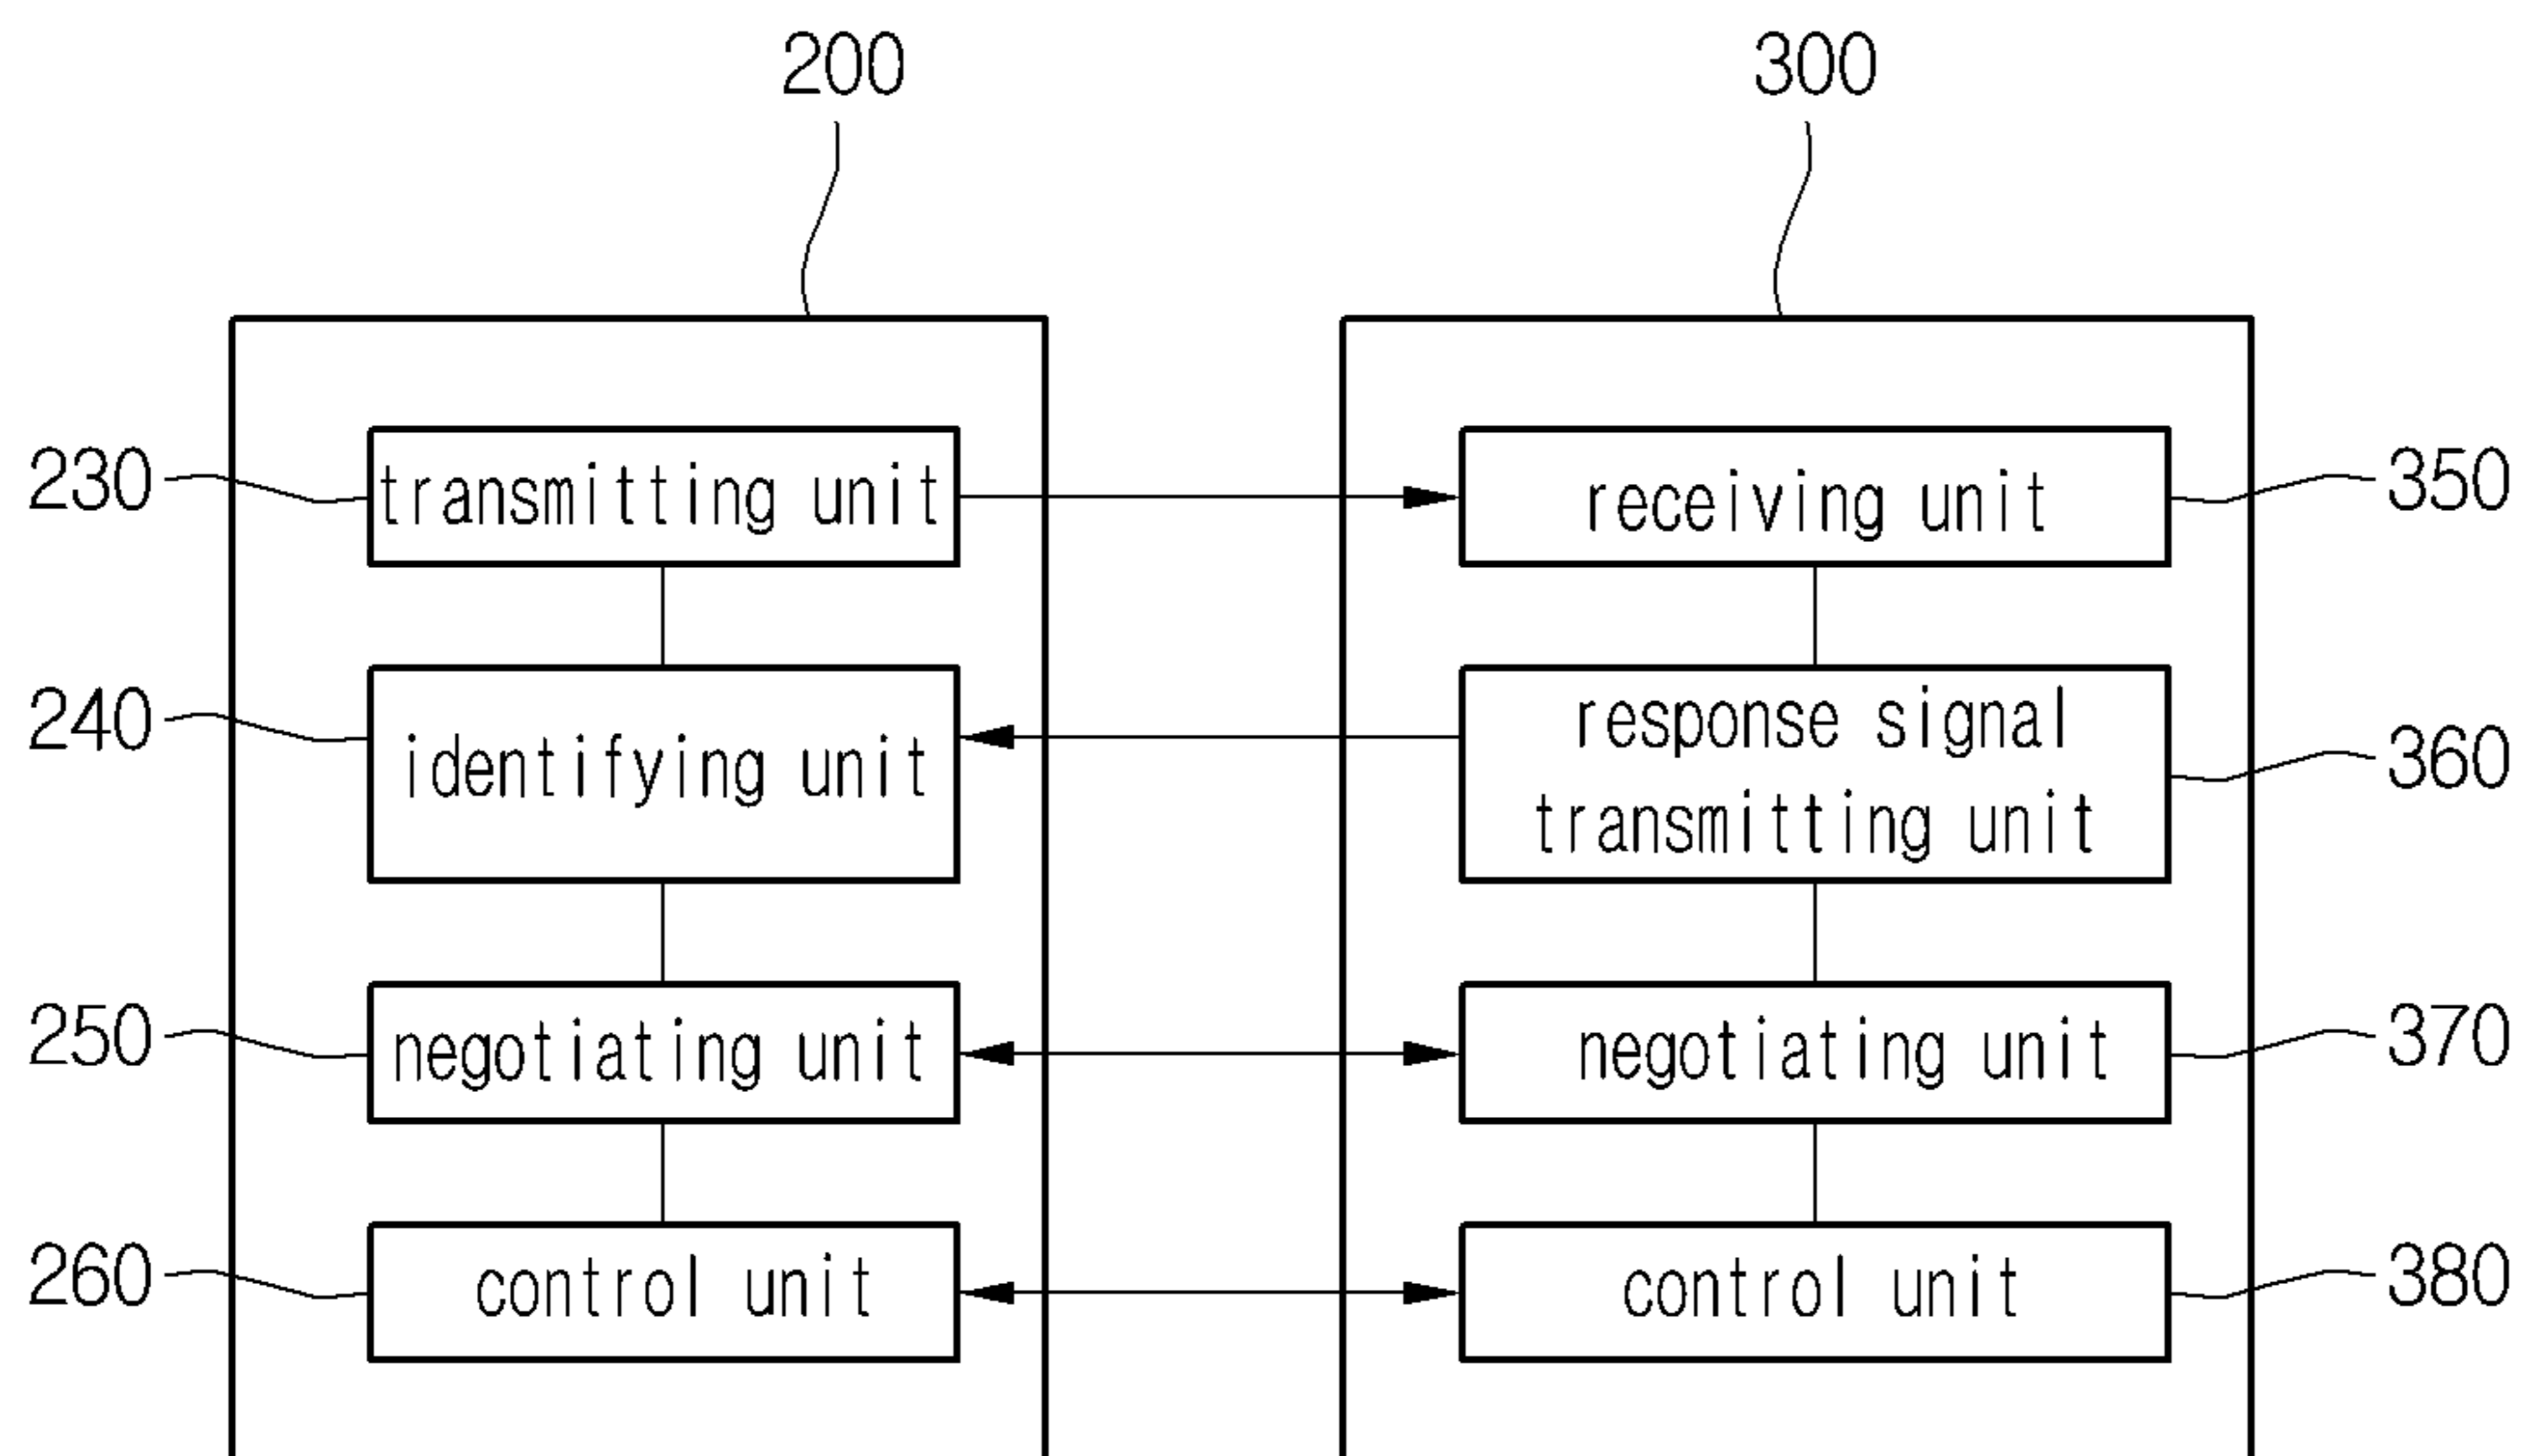 200
300
230
transmitting unit
receiving unit
350
240
identifying unit
response signal
transmitting unit
360
250
negotiating unit
negotiating unit
370
260
control unit
control unit
380